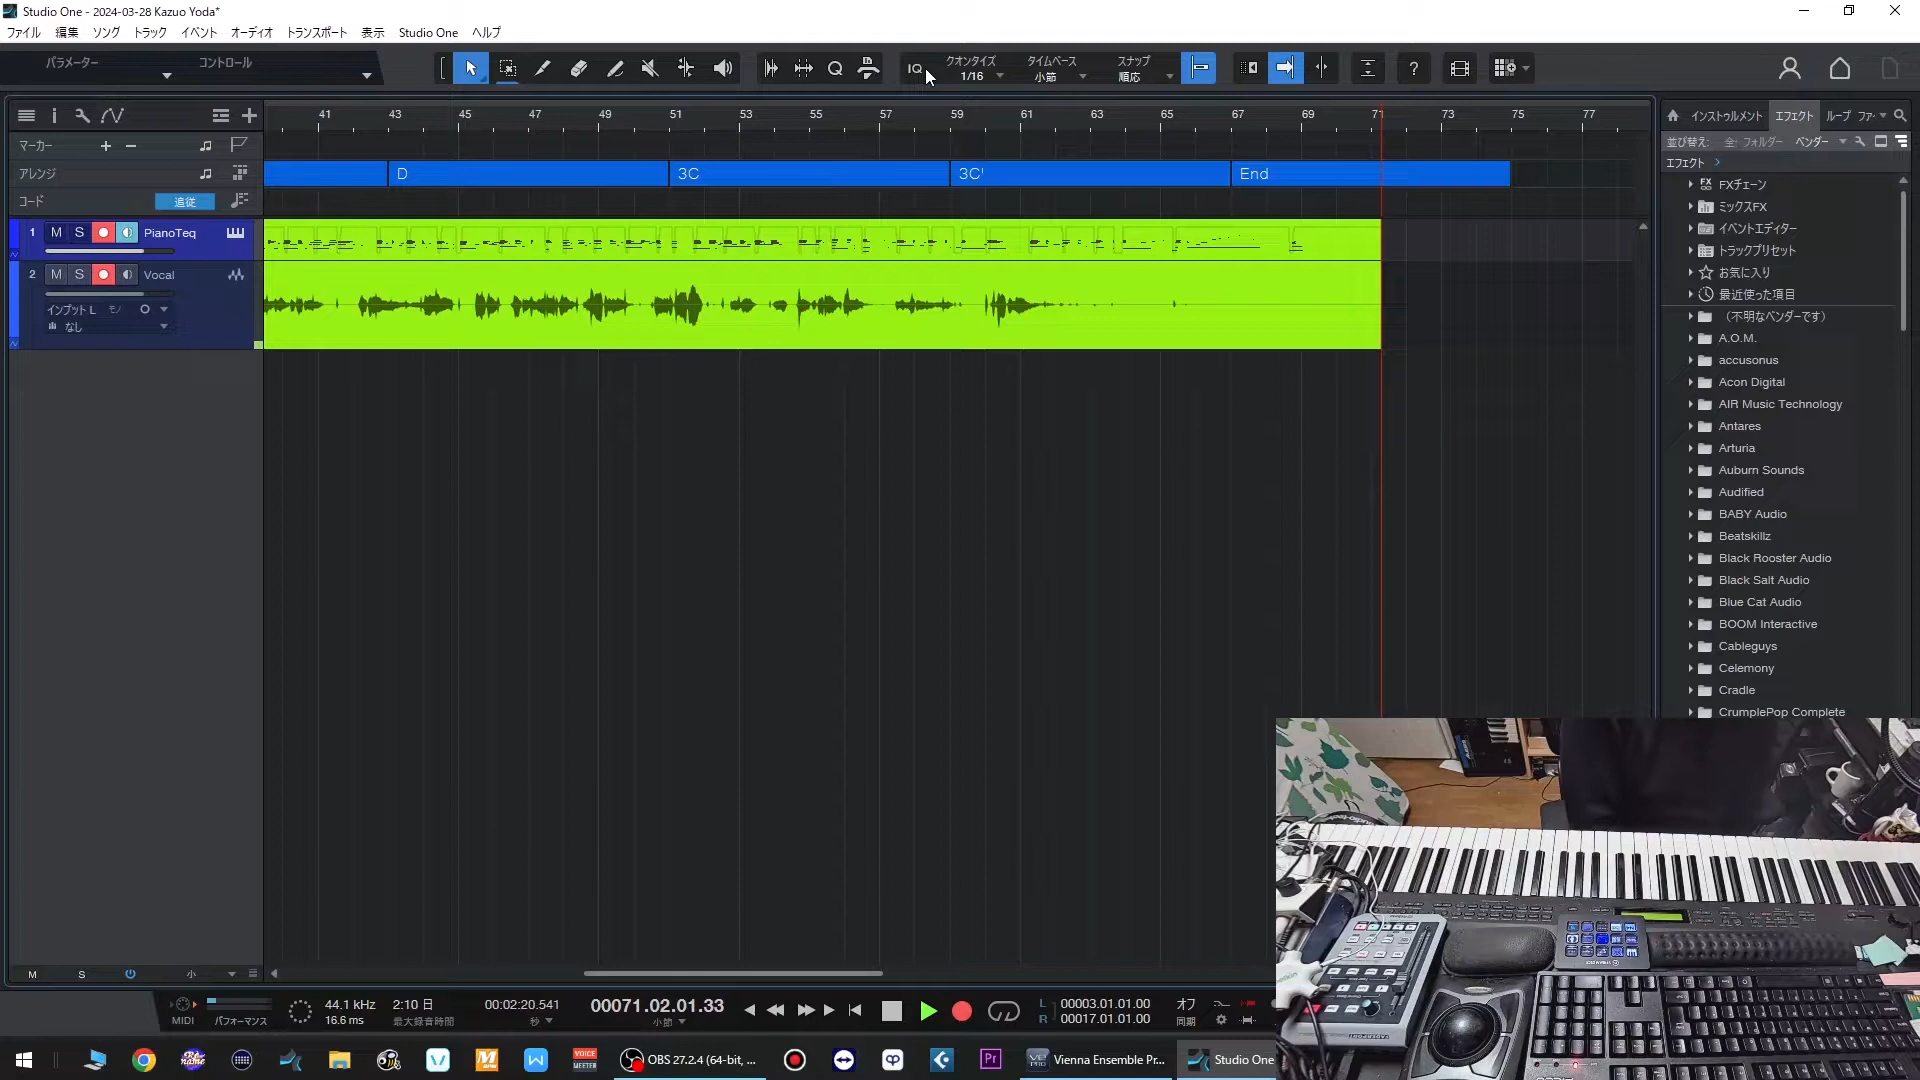 Studio One - 2024-03-28 Kazuo Yoda*
ファイル 編集 ソング トラック イベント オーディオ トランスポート 表示 Studio One ヘルプ
パラメーター コントロール
IQ クオンタイズ 1/16 タイムベース 小節 スナップ 順応 ?
41 43 45 47 49 51 53 55 57 59 61 63 65 67 69 71 73 75 77
インストゥルメント エフェクト ループ ファ
マーカー
並び替え: 全 フォルダー ベンダー
アレンジ D 3C 3C' End
エフェクト
コード 追従
1 M S PianoTeq
2 M S Vocal
インプット L モノ
なし
FXチェーン
ミックスFX
イベントエディター
トラックプリセット
お気に入り
最近使った項目
（不明なベンダーです）
A.O.M.
accusonus
Acon Digital
AIR Music Technology
Antares
Arturia
Auburn Sounds
Audified
BABY Audio
Beatskillz
Black Rooster Audio
Black Salt Audio
Blue Cat Audio
BOOM Interactive
Cableguys
Celemony
Cradle
CrumplePop Complete
M S 小
MIDI パフォーマンス
44.1 kHz
16.6 ms
2:10 日
最大録音時間
00:02:20.541
秒
00071.02.01.33
小節
L 00003.01.01.00
R 00017.01.01.00
オフ
同期
VOICE MEETER
OBS 27.2.4 (64-bit, ...
Pr
Vienna Ensemble Pr...
Studio One